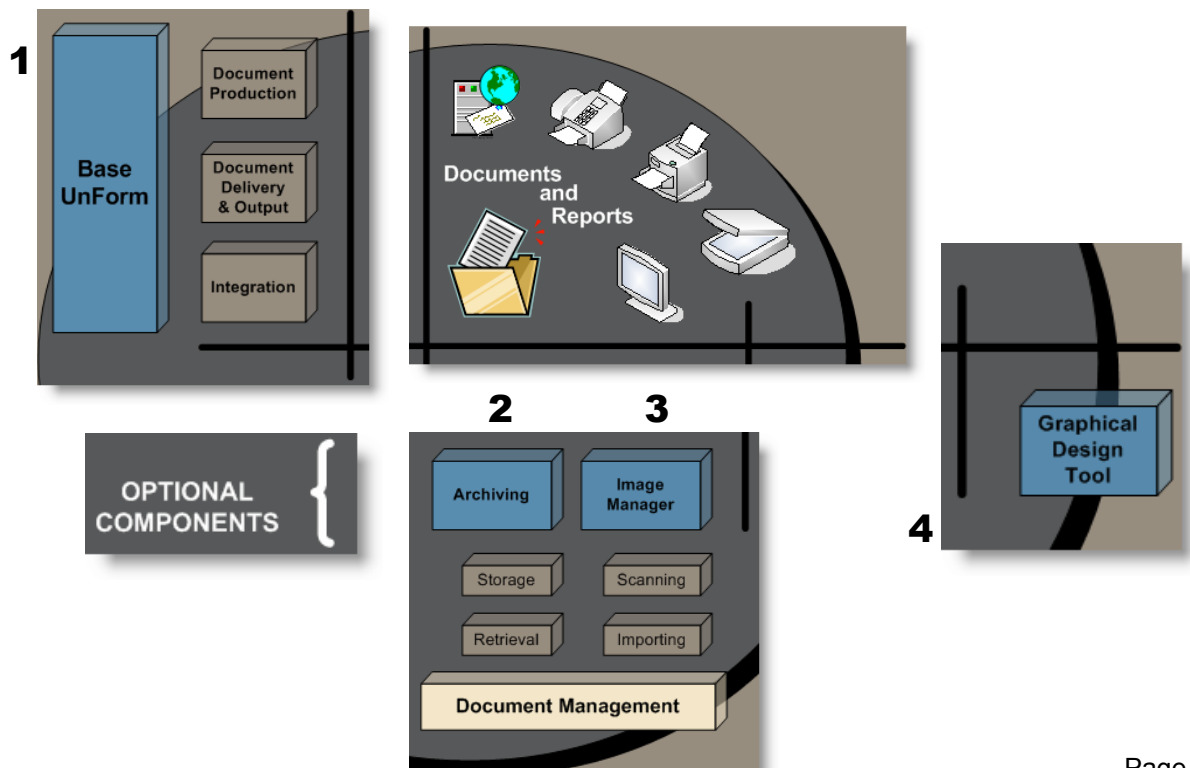 1
Base
UnForm
Document
Production
Document
Delivery
& Output
Integration
Documents
and
Reports
OPTIONAL
COMPONENTS
2
3
Archiving
Image
Manager
Storage
Scanning
Retrieval
Importing
Document Management
4
Graphical
Design
Tool
Page